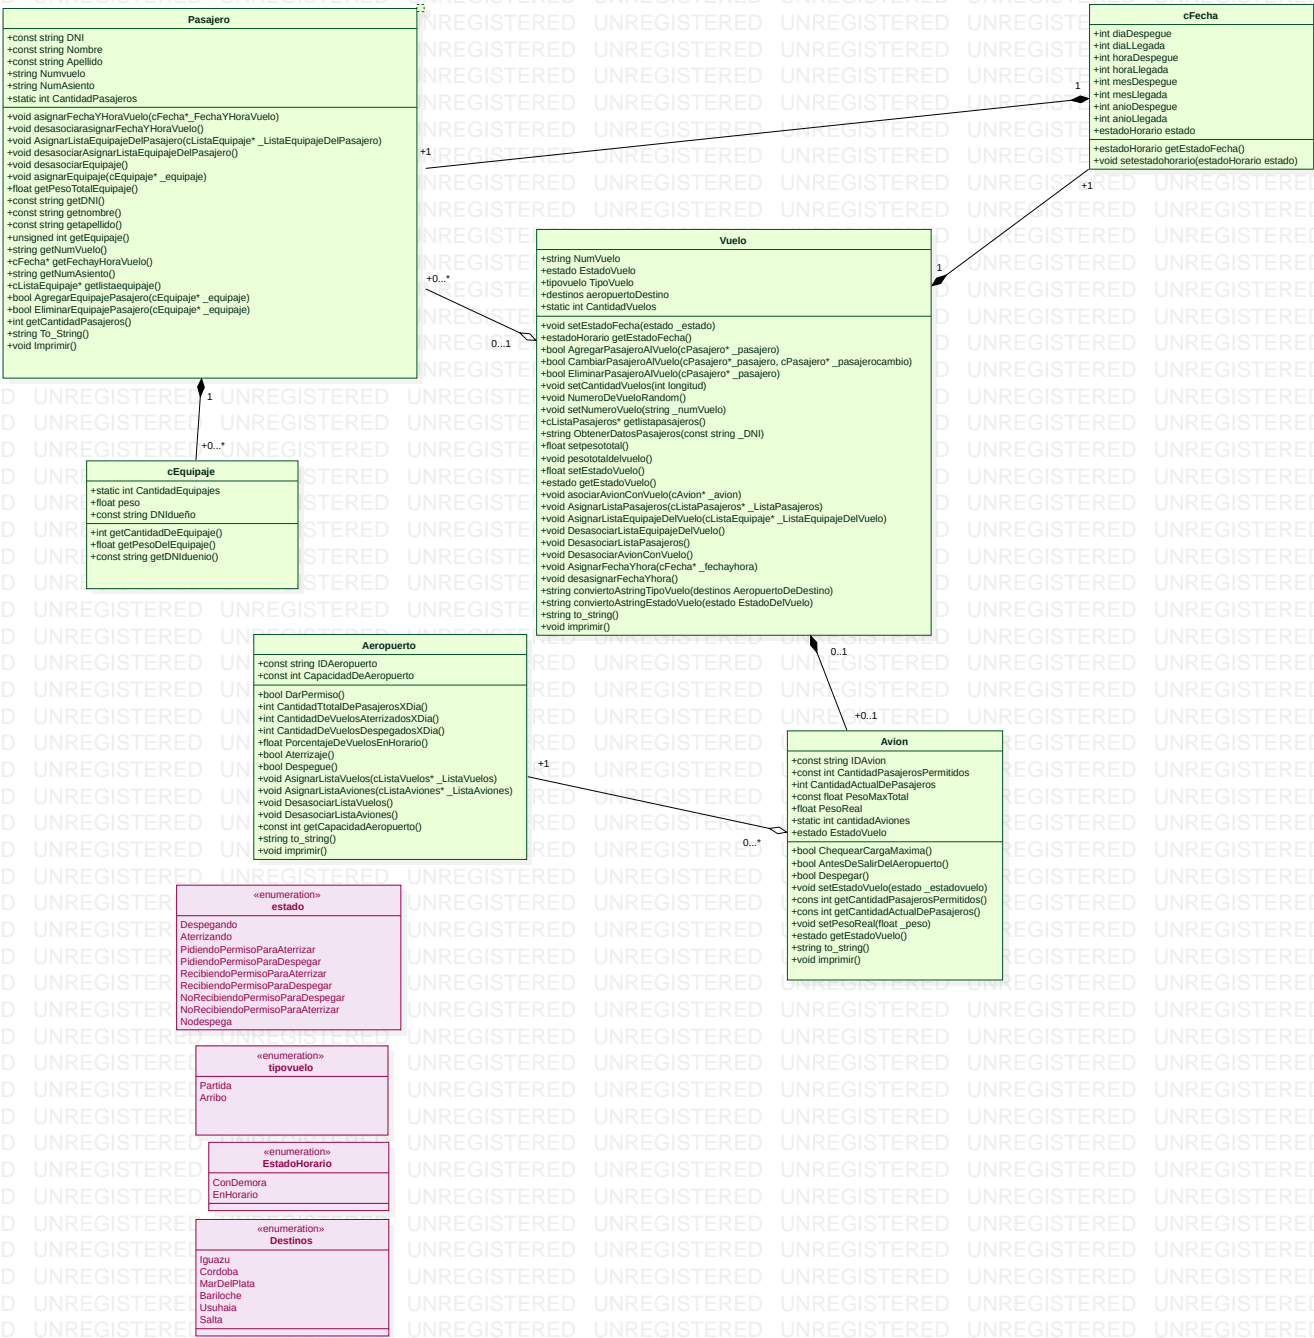 Pasajero
+const string DNI
+const string Nombre
+const string Apellido
+string Numvuelo
+string NumAsiento
+static int CantidadPasajeros
+void asignarFechaYHoraVuelo(cFecha*_FechaYHoraVuelo)
+void desasociarasignarFechaYHoraVuelo()
+void AsignarListaEquipajeDelPasajero(cListaEquipaje* _ListaEquipajeDelPasajero)
+void desasociarAsignarListaEquipajeDelPasajero()
+void desasociarEquipaje()
+void asignarEquipaje(cEquipaje* _equipaje)
+float getPesoTotalEquipaje()
+const string getDNI()
+const string getnombre()
+const string getapellido()
+unsigned int getEquipaje()
+string getNumVuelo()
+cFecha* getFechayHoraVuelo()
+string getNumAsiento()
+cListaEquipaje* getlistaequipaje()
+bool AgregarEquipajePasajero(cEquipaje* _equipaje)
+bool EliminarEquipajePasajero(cEquipaje* _equipaje)
+int getCantidadPasajeros()
+string To_String()
+void Imprimir()
cFecha
+int diaDespegue
+int diaLLegada
+int horaDespegue
+int horaLlegada
+int mesDespegue
+int mesLlegada
+int anioDespegue
+int anioLlegada
+estadoHorario estado
+estadoHorario getEstadoFecha()
+void setestadohorario(estadoHorario estado)
1
+1
+1
1
+0...*
0...1
Vuelo
+string NumVuelo
+estado EstadoVuelo
+tipovuelo TipoVuelo
+destinos aeropuertoDestino
+static int CantidadVuelos
+void setEstadoFecha(estado _estado)
+estadoHorario getEstadoFecha()
+bool AgregarPasajeroAlVuelo(cPasajero* _pasajero)
+bool CambiarPasajeroAlVuelo(cPasajero*_pasajero, cPasajero* _pasajerocambio)
+bool EliminarPasajeroAlVuelo(cPasajero* _pasajero)
+void setCantidadVuelos(int longitud)
+void NumeroDeVueloRandom()
+void setNumeroVuelo(string _numVuelo)
+cListaPasajeros* getlistapasajeros()
+string ObtenerDatosPasajeros(const string _DNI)
+float setpesototal()
+void pesototaldelvuelo()
+float setEstadoVuelo()
+estado getEstadoVuelo()
+void asociarAvionConVuelo(cAvion* _avion)
+void AsignarListaPasajeros(cListaPasajeros* _ListaPasajeros)
+void AsignarListaEquipajeDelVuelo(cListaEquipaje* _ListaEquipajeDelVuelo)
+void DesasociarListaEquipajeDelVuelo()
+void DesasociarListaPasajeros()
+void DesasociarAvionConVuelo()
+void AsignarFechaYhora(cFecha* _fechayhora)
+void desasignarFechaYhora()
+string conviertoAstringTipoVuelo(destinos AeropuertoDeDestino)
+string conviertoAstringEstadoVuelo(estado EstadoDelVuelo)
+string to_string()
+void imprimir()
1
+0...*
cEquipaje
+static int CantidadEquipajes
+float peso
+const string DNIdueño
+int getCantidadDeEquipaje()
+float getPesoDelEquipaje()
+const string getDNIduenio()
Aeropuerto
+const string IDAeropuerto
+const int CapacidadDeAeropuerto
+bool DarPermiso()
+int CantidadTtotalDePasajerosXDia()
+int CantidadDeVuelosAterrizadosXDia()
+int CantidadDeVuelosDespegadosXDia()
+float PorcentajeDeVuelosEnHorario()
+bool Aterrizaje()
+bool Despegue()
+void AsignarListaVuelos(cListaVuelos* _ListaVuelos)
+void AsignarListaAviones(cListaAviones* _ListaAviones)
+void DesasociarListaVuelos()
+void DesasociarListaAviones()
+const int getCapacidadAeropuerto()
+string to_string()
+void imprimir()
0..1
+0..1
+1
0...*
Avion
+const string IDAvion
+const int CantidadPasajerosPermitidos
+int CantidadActualDePasajeros
+const float PesoMaxTotal
+float PesoReal
+static int cantidadAviones
+estado EstadoVuelo
+bool ChequearCargaMaxima()
+bool AntesDeSalirDelAeropuerto()
+bool Despegar()
+void setEstadoVuelo(estado _estadovuelo)
+cons int getCantidadPasajerosPermitidos()
+cons int getCantidadActualDePasajeros()
+void setPesoReal(float _peso)
+estado getEstadoVuelo()
+string to_string()
+void imprimir()
«enumeration»
estado
Despegando
Aterrizando
PidiendoPermisoParaAterrizar
PidiendoPermisoParaDespegar
RecibiendoPermisoParaAterrizar
RecibiendoPermisoParaDespegar
NoRecibiendoPermisoParaDespegar
NoRecibiendoPermisoParaAterrizar
Nodespega
«enumeration»
tipovuelo
Partida
Arribo
«enumeration»
EstadoHorario
ConDemora
EnHorario
«enumeration»
Destinos
Iguazu
Cordoba
MarDelPlata
Bariloche
Usuhaia
Salta
UNREGISTERED